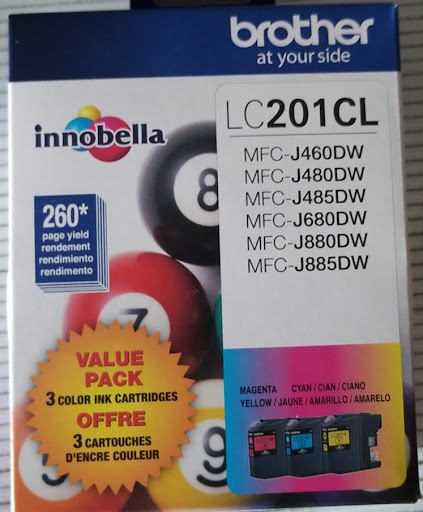 brother
at your side
innobella
LC201CL
MFC-J460DW
MFC-J480DW
MFC-J485DW
MFC-J680DW
MFC-J880DW
MFC-J885DW
260*
page yield
rendement
rendimiento
rendimento
8
7
9
9
VALUE
PACK
3 COLOR INK CARTRIDGES
OFFRE
3 CARTOUCHES
D'ENCRE COULEUR
MAGENTA CYAN / CIAN / CIANO
YELLOW / JAUNE / AMARILLO / AMARELO